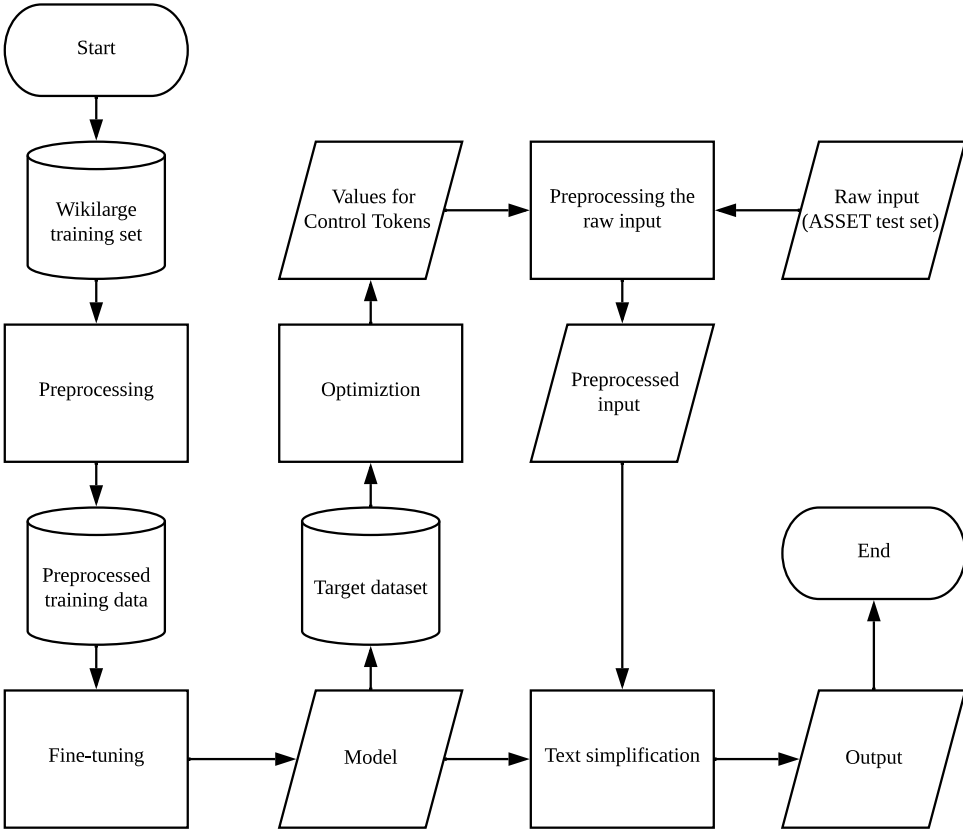 Start
Wikilarge
training set
Values for
Control Tokens
Preprocessing the
raw input
Raw input
(ASSET test set)
Preprocessing
Optimiztion
Preprocessed
input
Preprocessed
training data
Target dataset
End
Fine-tuning
Model
Text simplification
Output